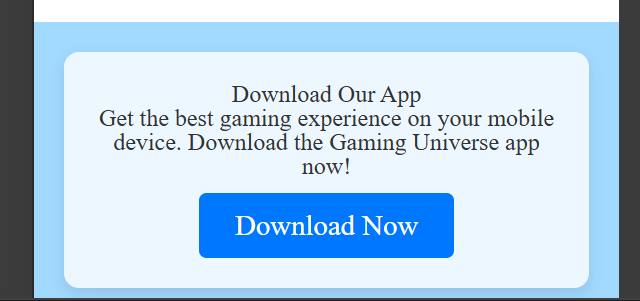 Download Our App
Get the best gaming experience on your mobile
device. Download the Gaming Universe app
now!
Download Now